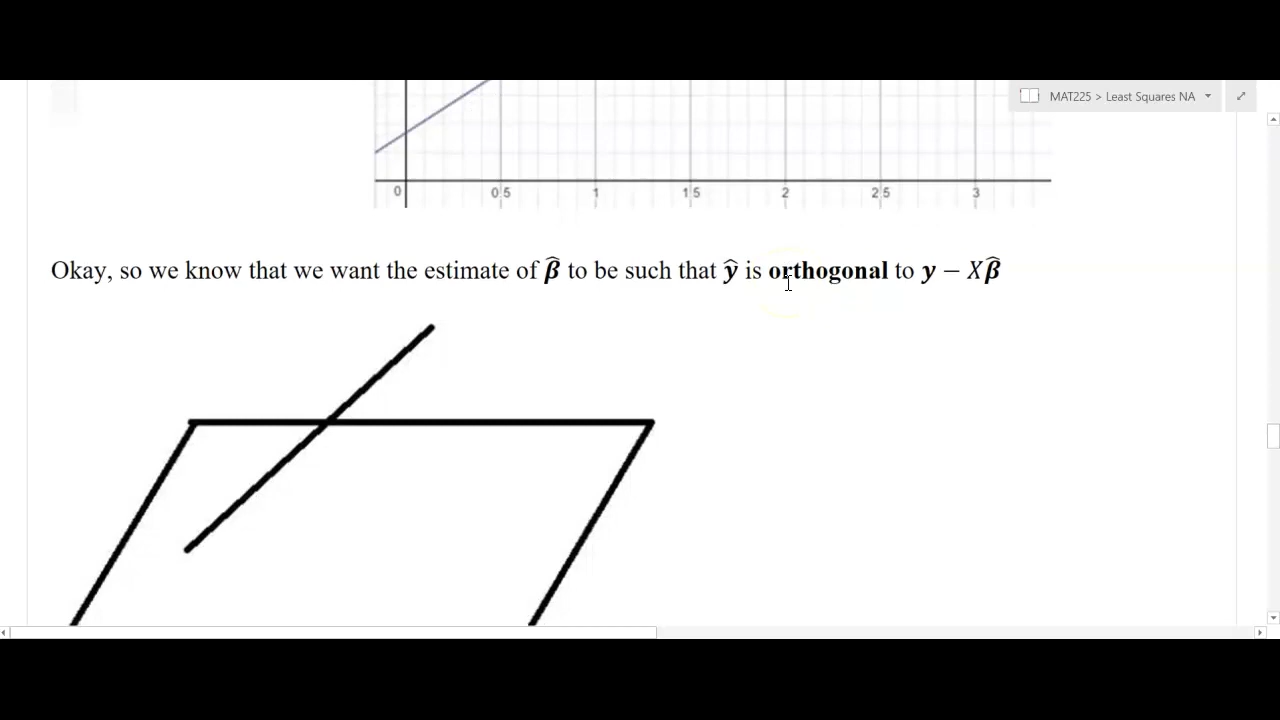 MAT225 > Least Squares NA
0 0.5 1 1.5 2 2.5 3
Okay, so we know that we want the estimate of 𝜷̂ to be such that 𝒚̂ is orthogonal to 𝒚 − 𝑋𝜷̂